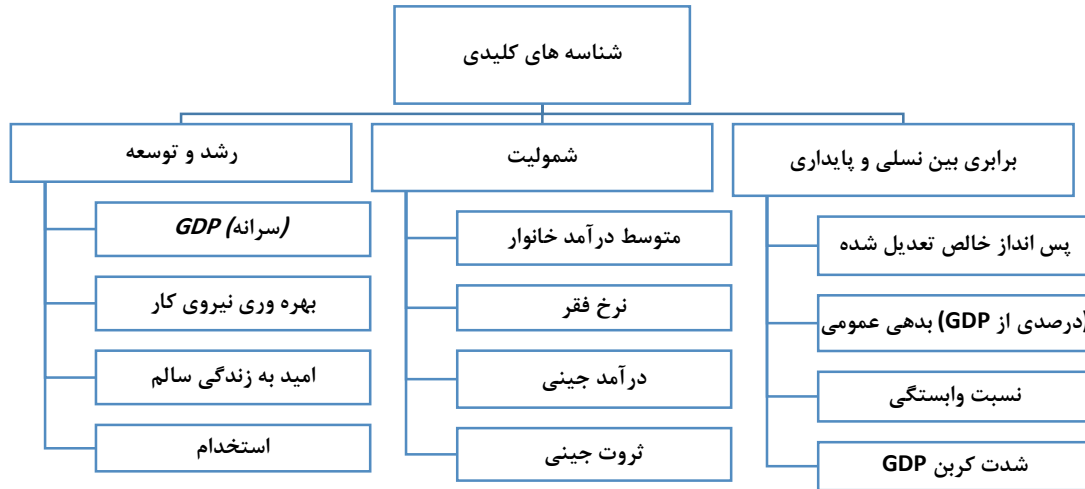 شناسه های کلیدی
برابری بین نسلی و پایداری
پس انداز خالص تعدیل شده
(درصدی از GDP) بدهی عمومی
نسبت وابستگی
شدت کربن GDP
شمولیت
متوسط درآمد خانوار
نرخ فقر
درآمد جینی
ثروت جینی
رشد و توسعه
(سرانه) GDP
بهره وری نیروی کار
امید به زندگی سالم
استخدام